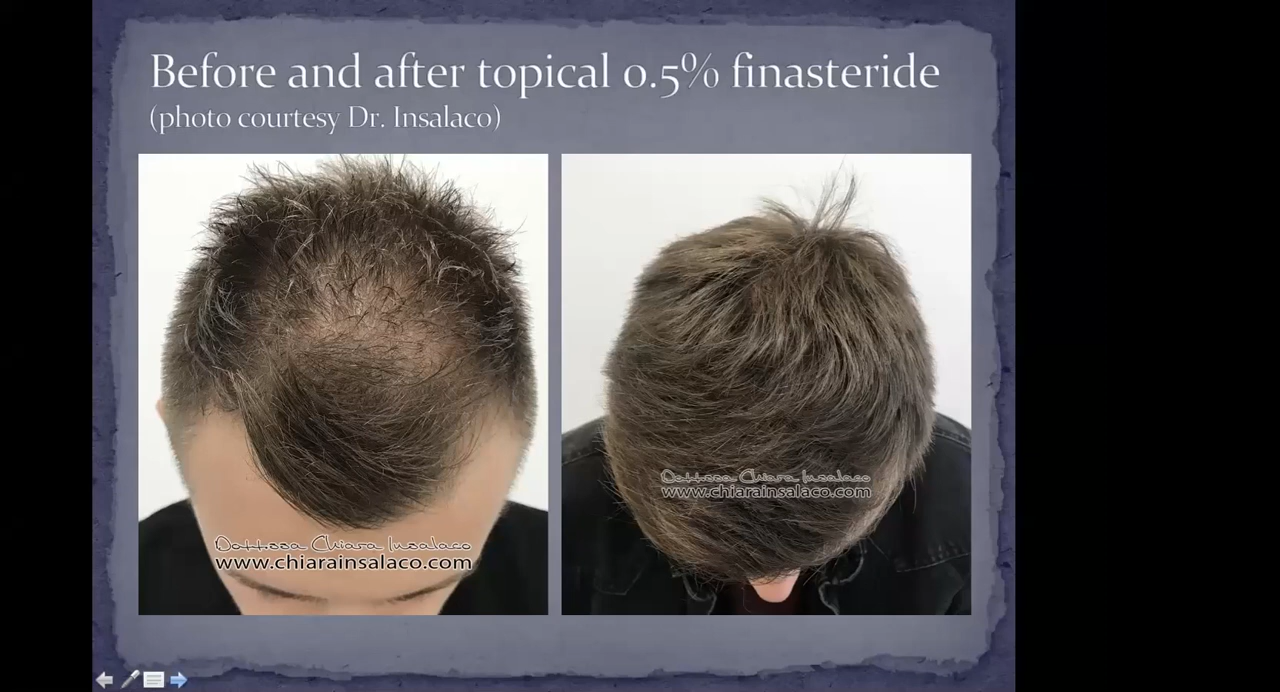 Before and after topical 0.5% finasteride
(photo courtesy Dr. Insalaco)
Dott.ssa Chiara Insalaco
www.chiarainsalaco.com
Dott.ssa Chiara Insalaco
www.chiarainsalaco.com